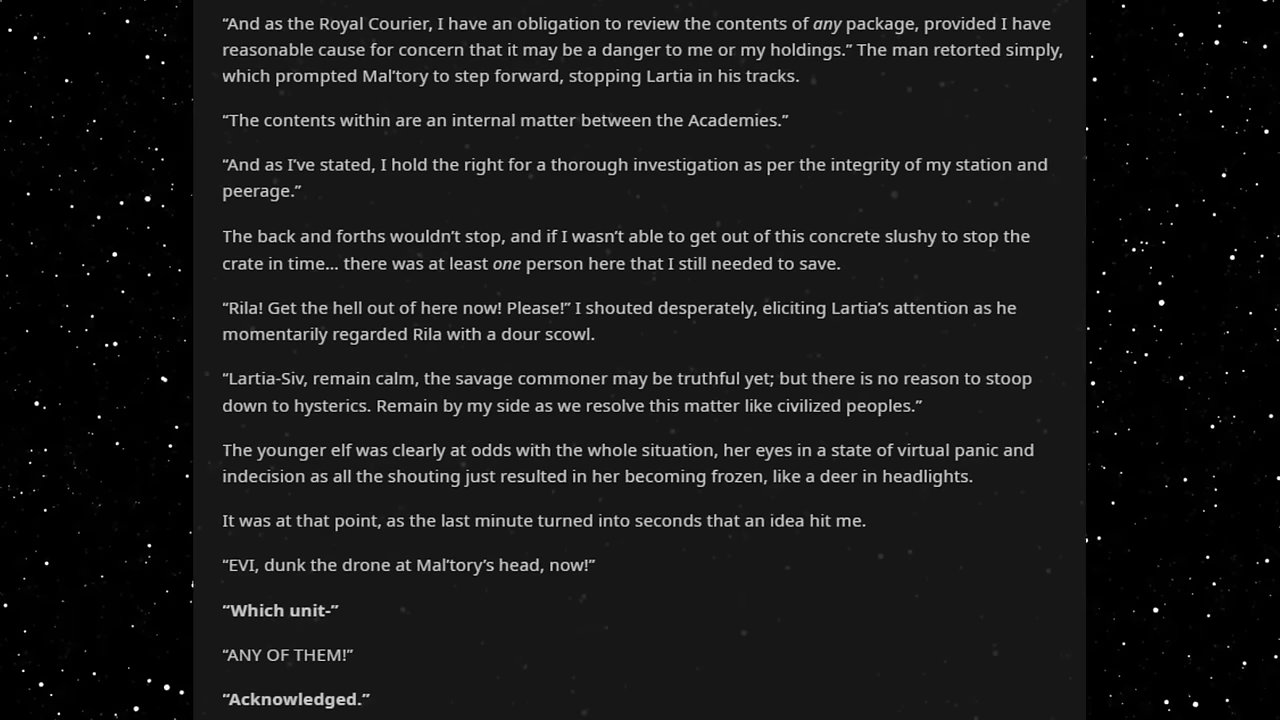 “And as the Royal Courier, I have an obligation to review the contents of any package, provided I have
reasonable cause for concern that it may be a danger to me or my holdings.” The man retorted simply,
which prompted Mal’tory to step forward, stopping Lartia in his tracks.
“The contents within are an internal matter between the Academies.”
“And as I’ve stated, I hold the right for a thorough investigation as per the integrity of my station and
peerage.”
The back and forths wouldn’t stop, and if I wasn’t able to get out of this concrete slushy to stop the
crate in time… there was at least one person here that I still needed to save.
“Rila! Get the hell out of here now! Please!” I shouted desperately, eliciting Lartia’s attention as he
momentarily regarded Rila with a dour scowl.
“Lartia-Siv, remain calm, the savage commoner may be truthful yet; but there is no reason to stoop
down to hysterics. Remain by my side as we resolve this matter like civilized peoples.”
The younger elf was clearly at odds with the whole situation, her eyes in a state of virtual panic and
indecision as all the shouting just resulted in her becoming frozen, like a deer in headlights.
It was at that point, as the last minute turned into seconds that an idea hit me.
“EVI, dunk the drone at Mal’tory’s head, now!”
“Which unit-”
“ANY OF THEM!”
“Acknowledged.”